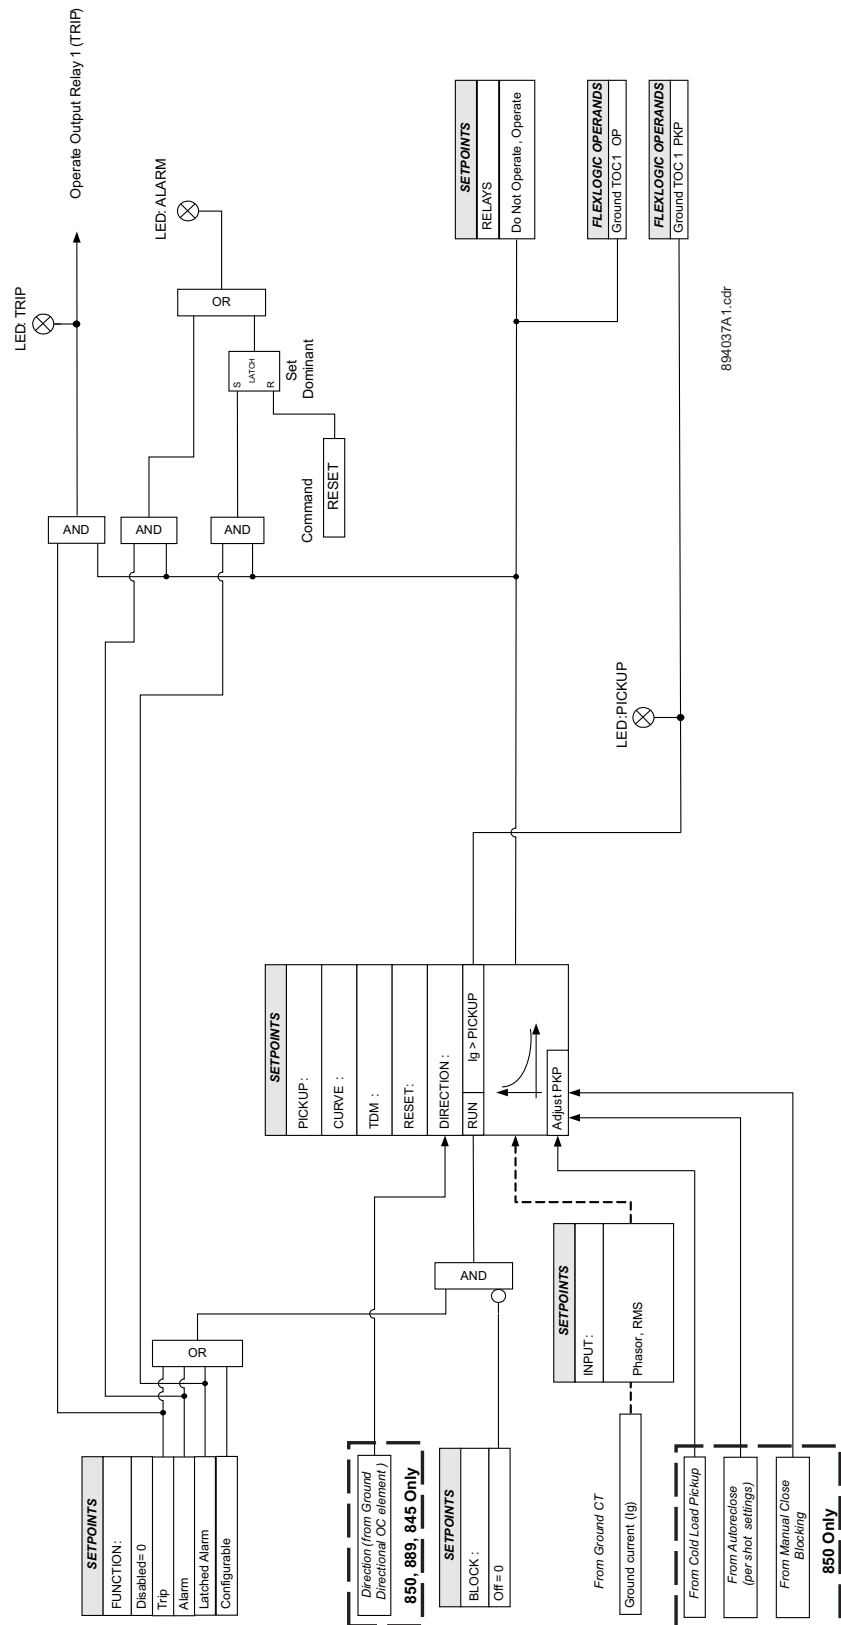 LED: TRIP
Operate Output Relay 1 (TRIP)
LED: ALARM
OR
S
LATCH
R
Set
Dominant
AND
AND
AND
Command
RESET
SETPOINTS
RELAYS
Do Not Operate, Operate
FLEXLOGIC OPERANDS
Ground TOC1 OP
FLEXLOGIC OPERANDS
Ground TOC 1 PKP
894037A1.cdr
LED:PICKUP
SETPOINTS
PICKUP:
CURVE :
TDM :
RESET:
DIRECTION :
RUN
Ig > PICKUP
Adjust PKP
AND
OR
SETPOINTS
INPUT :
Phasor, RMS
SETPOINTS
FUNCTION:
Disabled= 0
Trip
Alarm
Latched Alarm
Configurable
Direction (from Ground
Directional OC element )
850, 889, 845 Only
SETPOINTS
BLOCK :
Off = 0
From Ground CT
Ground current (Ig)
From Cold Load Pickup
From Autoreclose
(per shot settings)
From Manual Close
Blocking
850 Only